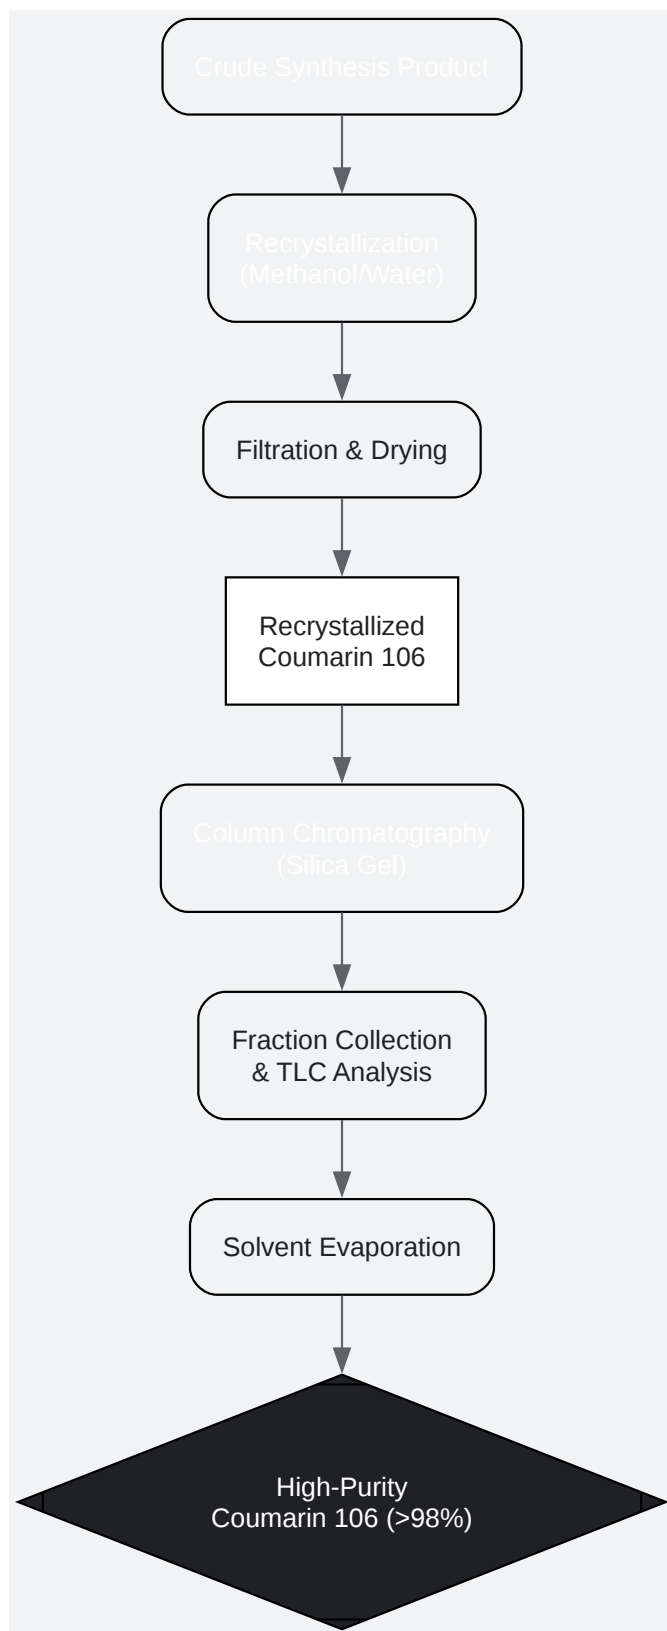 Crude Synthesis Product
Recrystallization
(Methanol/Water)
Filtration & Drying
Recrystallized
Coumarin 106
Column Chromatography
(Silica Gel)
Fraction Collection
& TLC Analysis
Solvent Evaporation
High-Purity
Coumarin 106 (>98%)